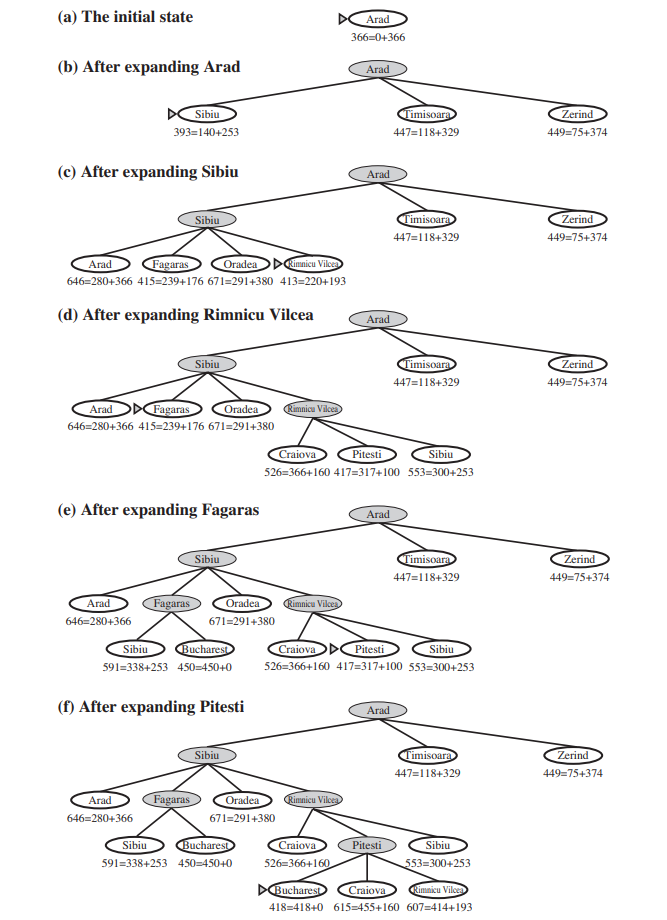 (a) The initial state
Arad
366=0+366
(b) After expanding Arad
Arad
Sibiu Timisoara Zerind
393=140+253 447=118+329 449=75+374
(c) After expanding Sibiu
Arad
Sibiu Timisoara Zerind
447=118+329 449=75+374
Arad Fagaras Oradea Rimnicu Vilcea
646=280+366 415=239+176 671=291+380 413=220+193
(d) After expanding Rimnicu Vilcea
Arad
Sibiu Timisoara Zerind
447=118+329 449=75+374
Arad Fagaras Oradea Rimnicu Vilcea
646=280+366 415=239+176 671=291+380
Craiova Pitesti Sibiu
526=366+160 417=317+100 553=300+253
(e) After expanding Fagaras
Arad
Sibiu Timisoara Zerind
447=118+329 449=75+374
Arad Fagaras Oradea Rimnicu Vilcea
646=280+366 671=291+380
Sibiu Bucharest Craiova Pitesti Sibiu
591=338+253 450=450+0 526=366+160 417=317+100 553=300+253
(f) After expanding Pitesti
Arad
Sibiu Timisoara Zerind
447=118+329 449=75+374
Arad Fagaras Oradea Rimnicu Vilcea
646=280+366 671=291+380
Sibiu Bucharest Craiova Pitesti Sibiu
591=338+253 450=450+0 526=366+160 553=300+253
Bucharest Craiova Rimnicu Vilcea
418=418+0 615=455+160 607=414+193